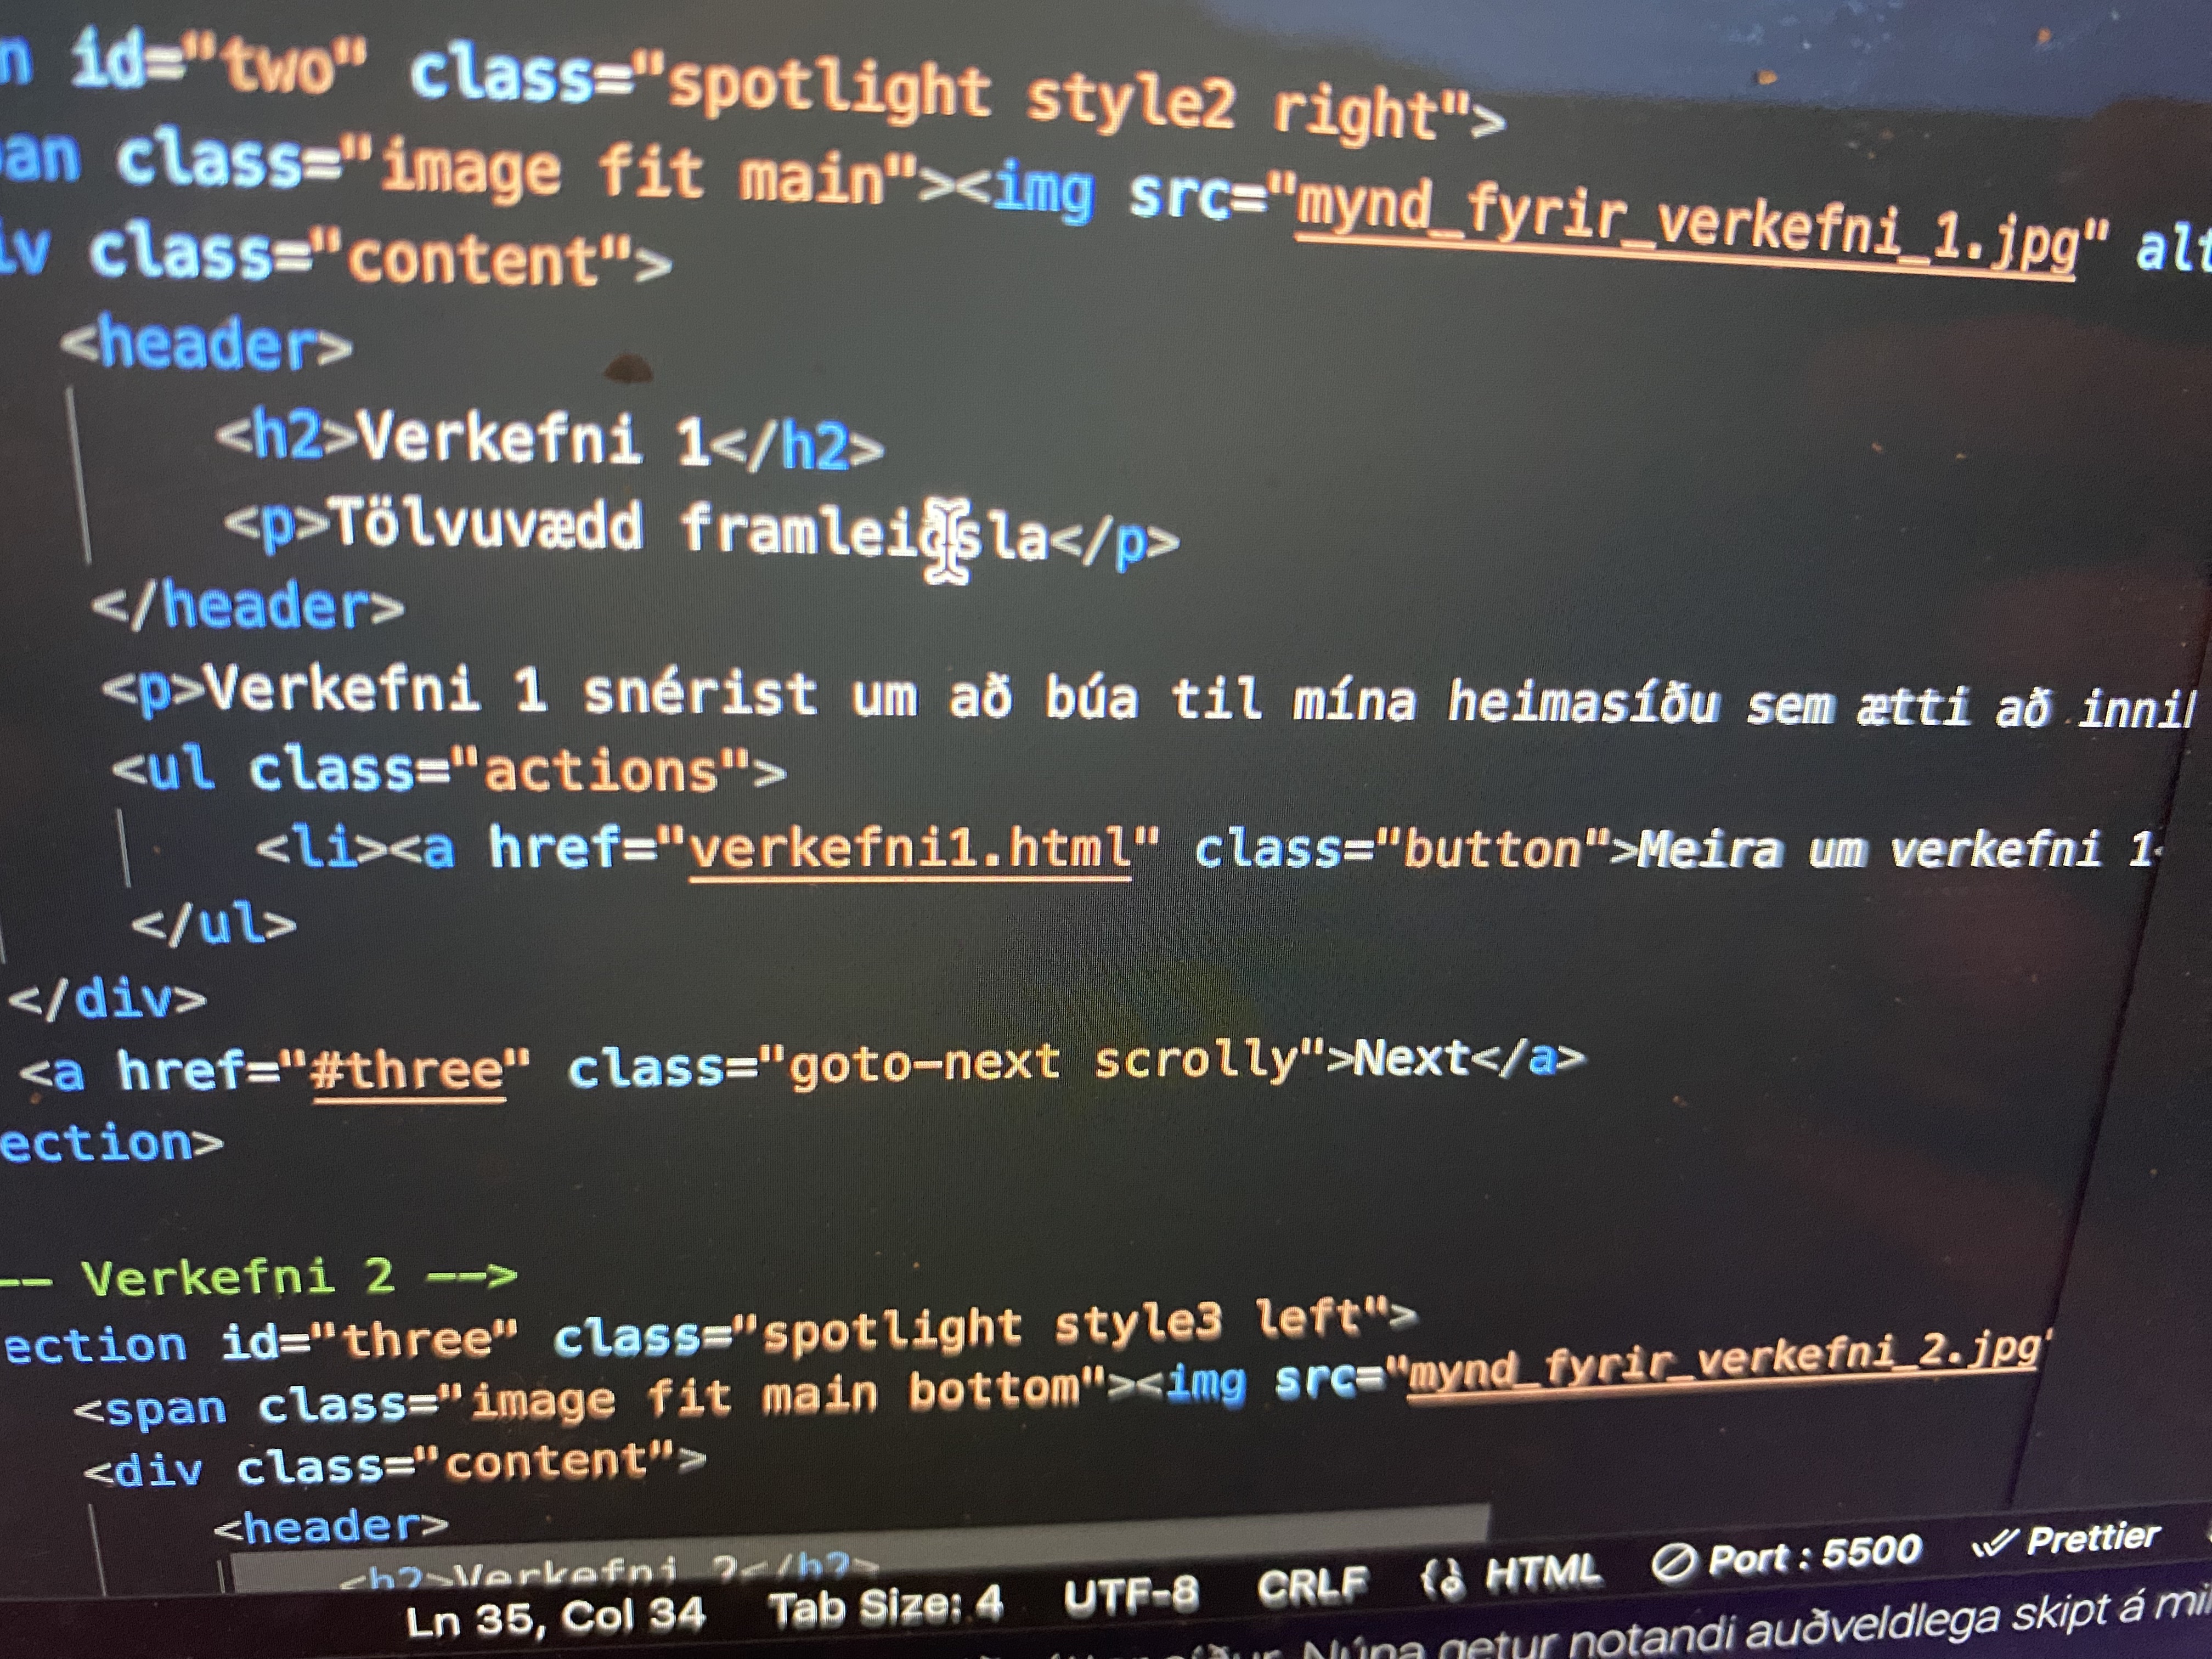 id="two" class="spotlight style2 right">
class="image fit main"><img src="mynd_fyrir_verkefni_1.jpg" alt
class="content">
<header>
<h2>Verkefni 1</h2>
<p>Tölvuvædd framleiðsla</p>
</header>
<p>Verkefni 1 snérist um að búa til mína heimasíðu sem ætti að
<ul class="actions">
<li><a href="verkefni1.html" class="button">Meira um verkefni 1<
</ul>
</div>
<a href="#three" class="goto-next scrolly">Next</a>
ection>
-- Verkefni 2 -->
ection id="three" class="spotlight style3 left">
<span class="image fit main bottom"><img src="mynd_fyrir_verkefni_2.jpg"
<div class="content">
<header>
<h2>Verkefni 2</h2>
Ln 35, Col 34 Tab Size: 4 UTF-8 CRLF HTML Port : 5500 Prettier
Núna getur notandi auðveldlega skipt á